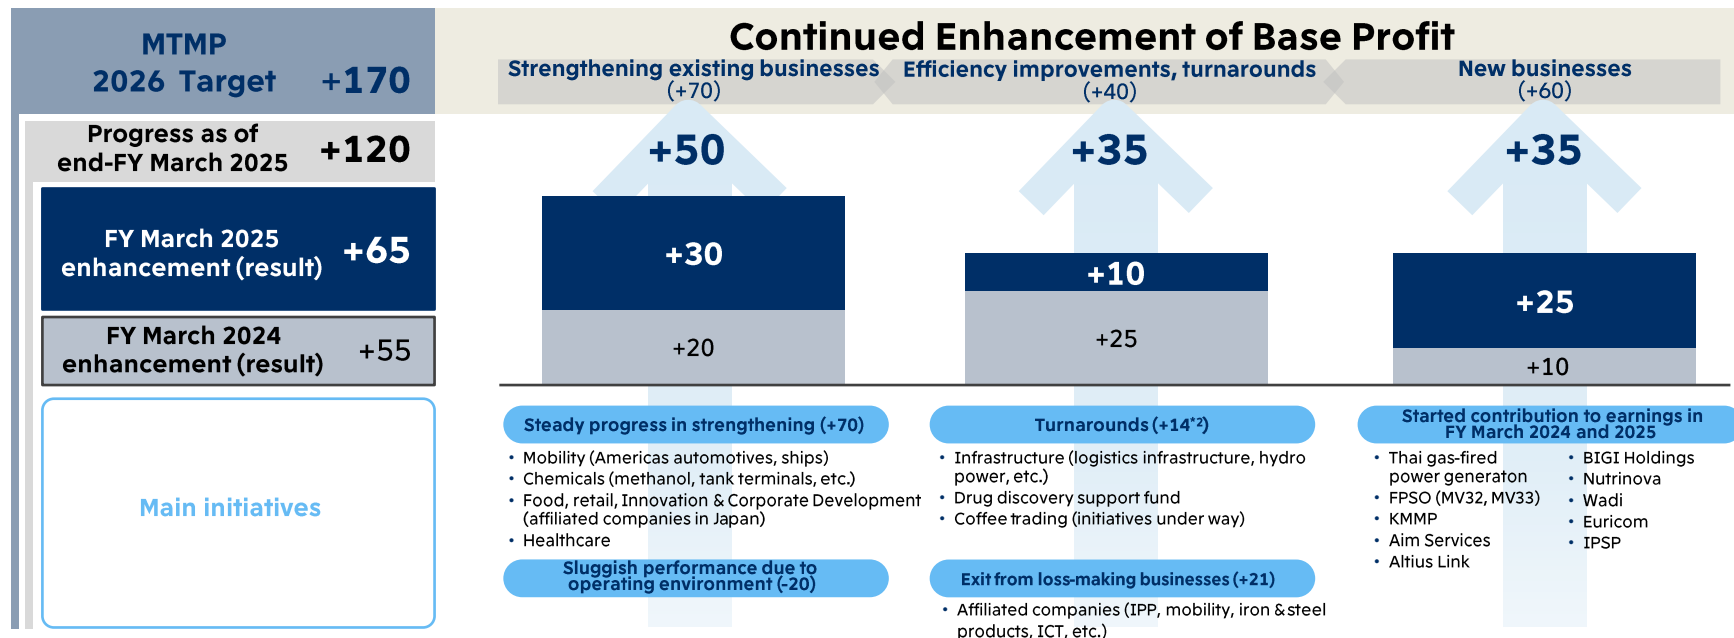 MTMP
2026 Target +170
Continued Enhancement of Base Profit
Strengthening existing businesses
(+70)
Efficiency improvements, turnarounds
(+40)
New businesses
(+60)
Progress as of
end-FY March 2025
+120
+50
+35
+35
FY March 2025
enhancement (result)
+65
+30
+10
+25
FY March 2024
enhancement (result)
+55
+20
+25
+10
Main initiatives
Steady progress in strengthening (+70)
• Mobility (Americas automotives, ships)
• Chemicals (methanol, tank terminals, etc.)
• Food, retail, Innovation & Corporate Development
(affiliated companies in Japan)
• Healthcare
Sluggish performance due to
operating environment (-20)
Turnarounds (+14*2)
• Infrastructure (logistics infrastructure, hydro
power, etc.)
• Drug discovery support fund
• Coffee trading (initiatives under way)
Exit from loss-making businesses (+21)
• Affiliated companies (IPP, mobility, iron & steel
products, ICT, etc.)
Started contribution to earnings in
FY March 2024 and 2025
• Thai gas-fired
power generaton
• FPSO (MV32, MV33)
• KMMP
• Aim Services
• Altius Link
• BIGI Holdings
• Nutrinova
• Wadi
• Euricom
• IPSP